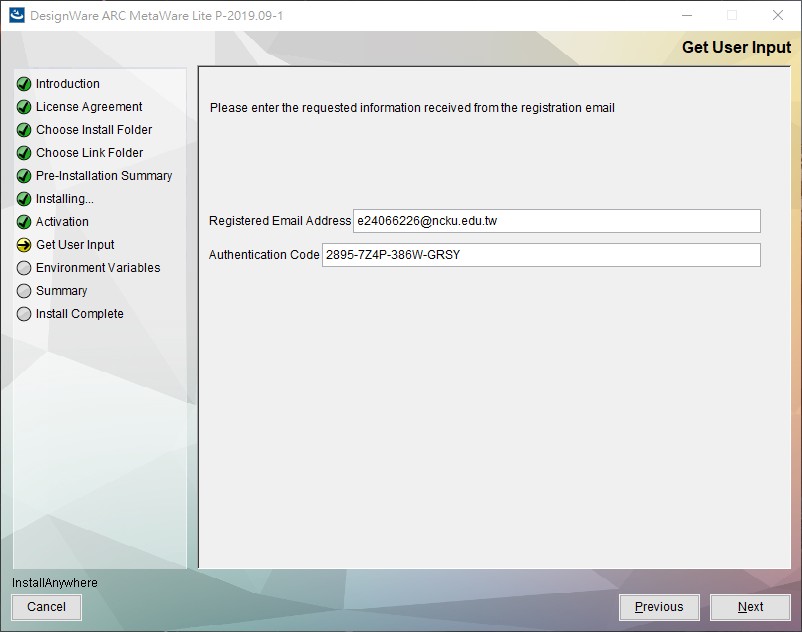 DesignWare ARC MetaWare Lite P-2019.09-1
Get User Input
Introduction
License Agreement
Choose Install Folder
Choose Link Folder
Pre-Installation Summary
Installing...
Activation
Get User Input
Environment Variables
Summary
Install Complete
Please enter the requested information received from the registration email
Registered Email Address e24066226@ncku.edu.tw
Authentication Code 2895-7Z4P-386W-GRSY
InstallAnywhere
Cancel Previous Next